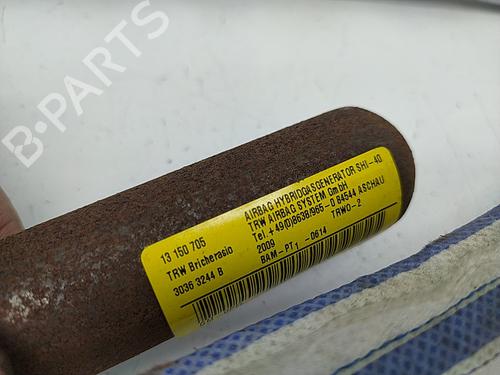 B-PARTS
13 150 705
TRW Bricherasio
3036 3244 B
AIRBAG HYBRIDGASGENERATOR SHI-40
TRW AIRBAG SYSTEM GmbH
Tel.+49(0)8638/965-0 84544 ASCHAU
2009 TRWO-2
BAM-PT1 -0614